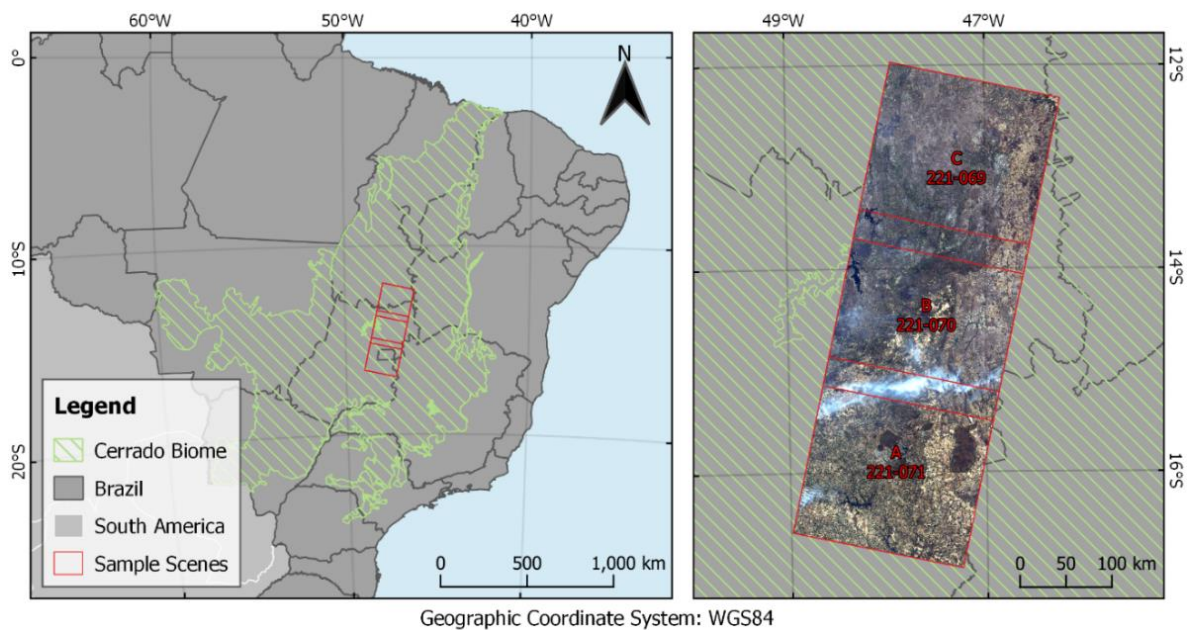 60°W 50°W 40°W
49°W 47°W
0°
10°S
20°S
N
12°S
14°S
16°S
C
221-069
B
221-070
A
221-071
Legend
Cerrado Biome
Brazil
South America
Sample Scenes
0 500 1,000 km
0 50 100 km
Geographic Coordinate System: WGS84